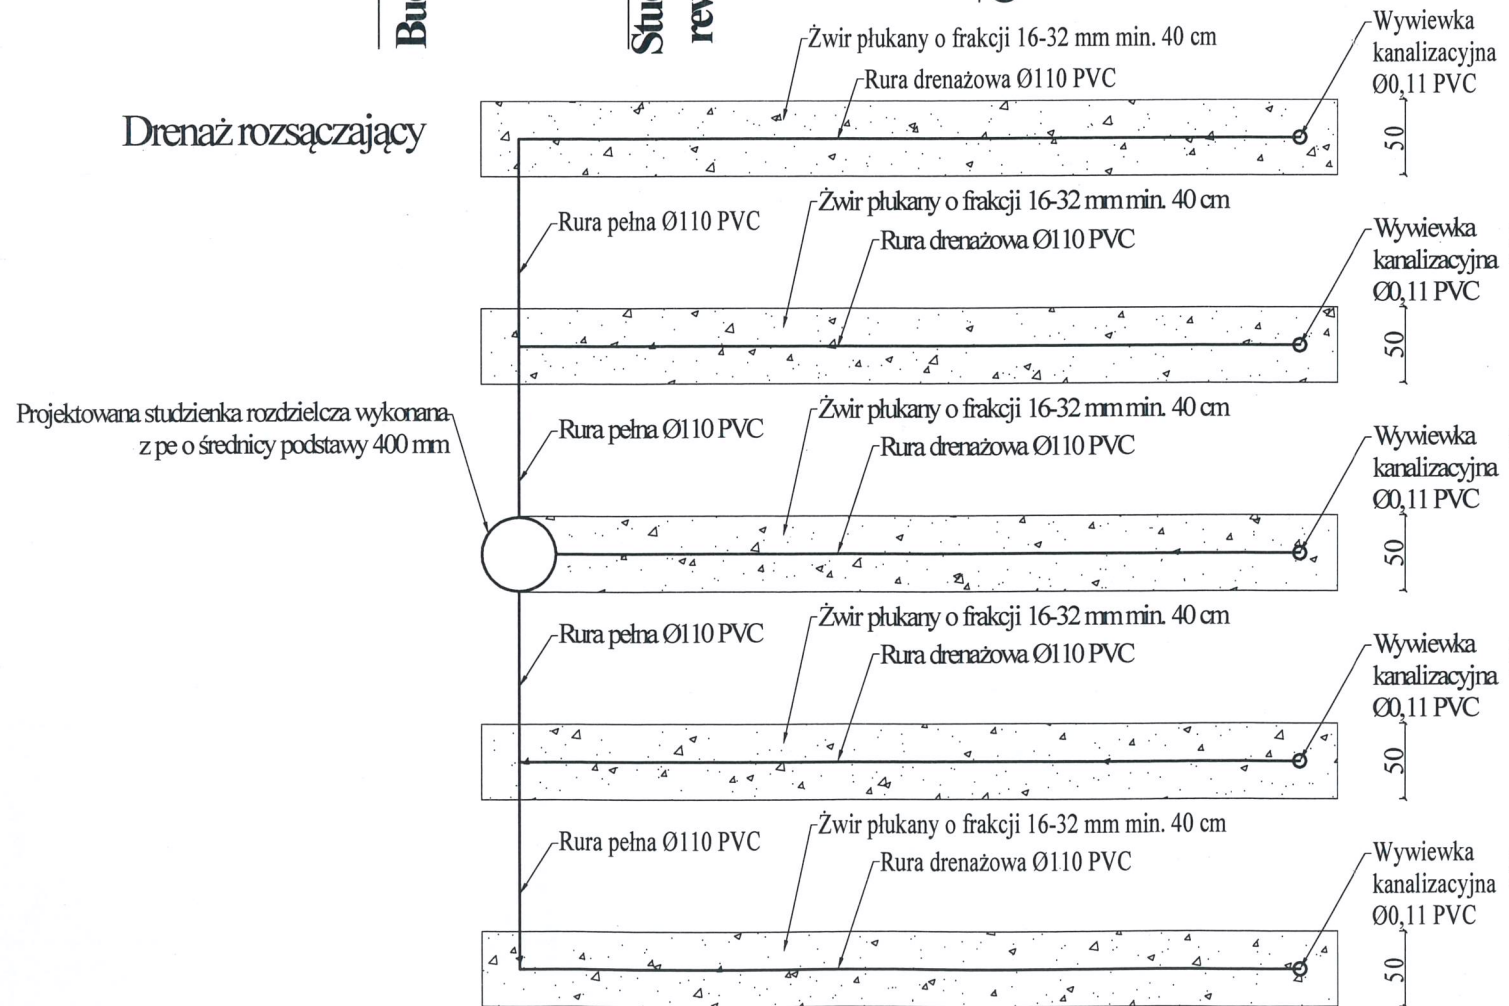 Żwir płukany o frakcji 16-32 mm min. 40 cm
Rura drenażowa Ø110 PVC
Wywiewka
kanalizacyjna
Ø0,11 PVC
50
Drenaż rozsączający
Rura pełna Ø110 PVC
Żwir płukany o frakcji 16-32 mm min. 40 cm
Rura drenażowa Ø110 PVC
Wywiewka
kanalizacyjna
Ø0,11 PVC
50
Projektowana studzienka rozdzielcza wykonana
z pe o średnicy podstawy 400 mm
Rura pełna Ø110 PVC
Żwir płukany o frakcji 16-32 mm min. 40 cm
Rura drenażowa Ø110 PVC
Wywiewka
kanalizacyjna
Ø0,11 PVC
50
Rura pełna Ø110 PVC
Żwir płukany o frakcji 16-32 mm min. 40 cm
Rura drenażowa Ø110 PVC
Wywiewka
kanalizacyjna
Ø0,11 PVC
50
Rura pełna Ø110 PVC
Żwir płukany o frakcji 16-32 mm min. 40 cm
Rura drenażowa Ø110 PVC
Wywiewka
kanalizacyjna
Ø0,11 PVC
50